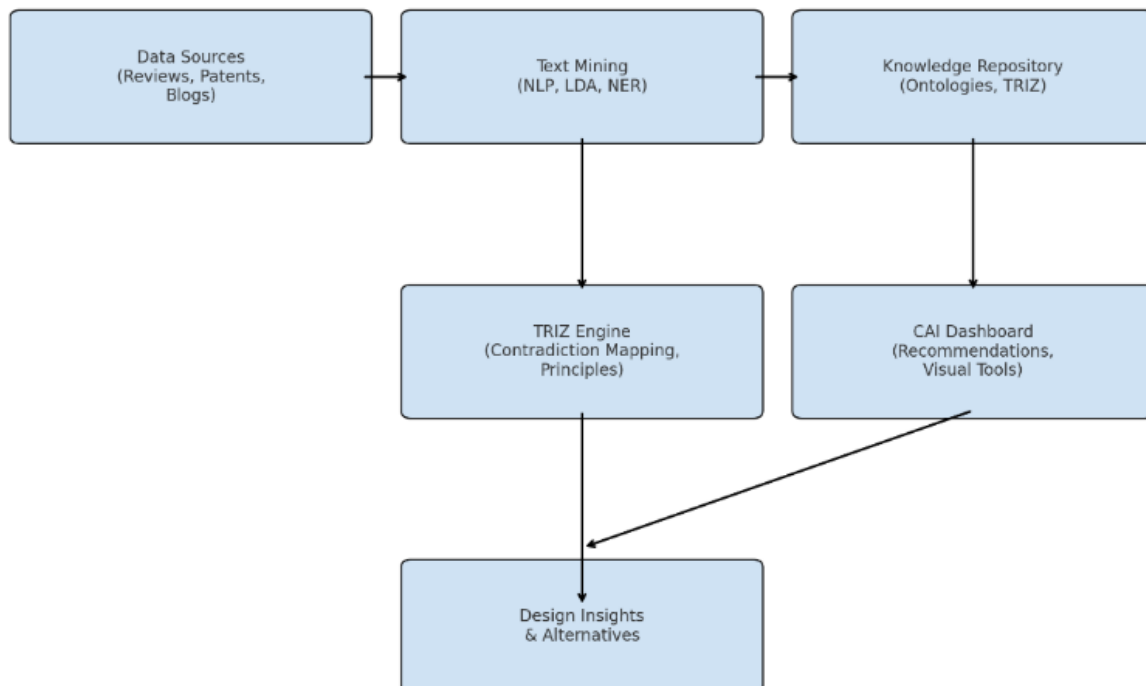 Data Sources
(Reviews, Patents,
Blogs)
Text Mining
(NLP, LDA, NER)
Knowledge Repository
(Ontologies, TRIZ)
TRIZ Engine
(Contradiction Mapping,
Principles)
CAI Dashboard
(Recommendations,
Visual Tools)
Design Insights
& Alternatives